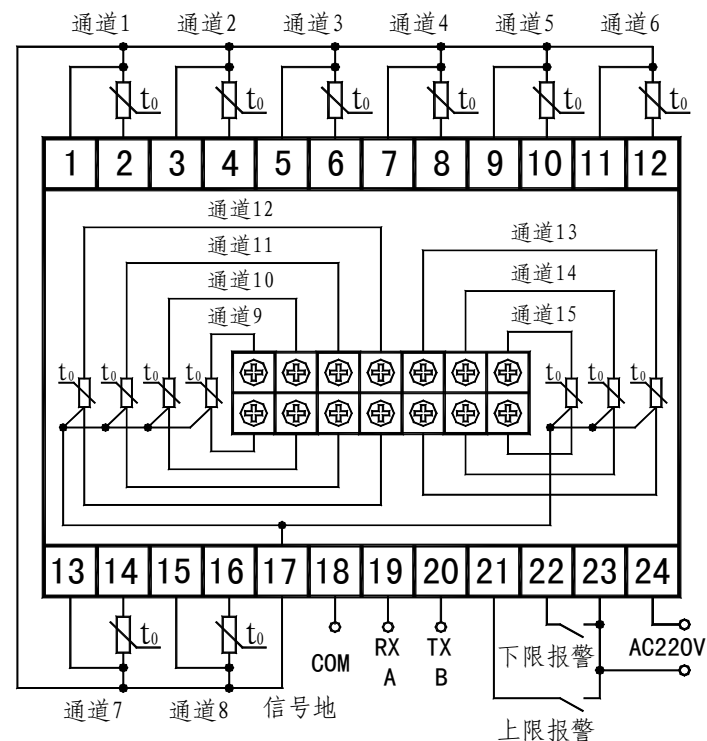 通道1 通道2 通道3 通道4 通道5 通道6
t0 t0 t0 t0 t0 t0
1 2 3 4 5 6 7 8 9 10 11 12
通道12
通道13
通道11
通道14
通道10
通道15
通道9
t0 t0 t0 t0 t0 t0 t0
13 14 15 16 17 18 19 20 21 22 23 24
t0 t0
COM RX TX 下限报警 AC220V
A B
通道7 通道8 信号地
上限报警